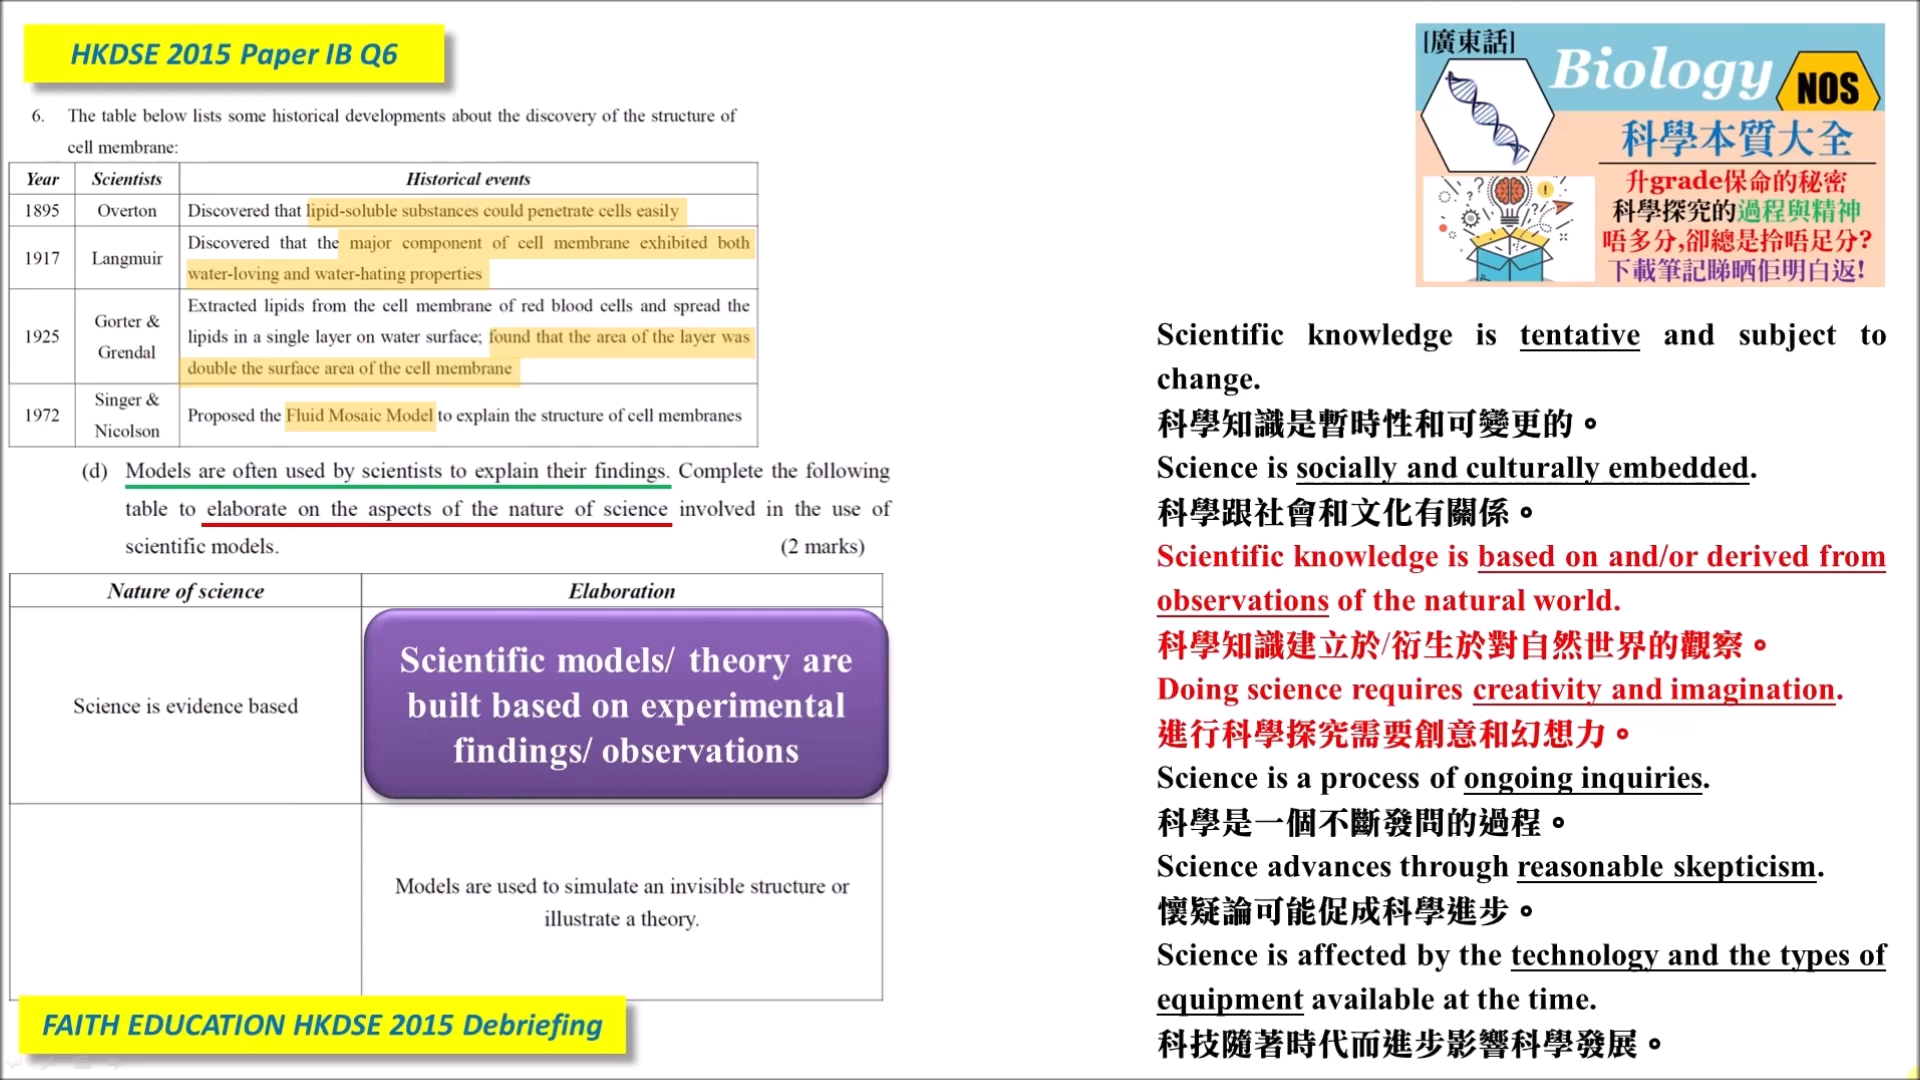 HKDSE 2015 Paper IB Q6
6. The table below lists some historical developments about the discovery of the structure of
cell membrane:
Year Scientists Historical events
1895 Overton Discovered that lipid-soluble substances could penetrate cells easily
1917 Langmuir Discovered that the major component of cell membrane exhibited both
water-loving and water-hating properties
1925 Gorter & Grendal Extracted lipids from the cell membrane of red blood cells and spread the
lipids in a single layer on water surface; found that the area of the layer was
double the surface area of the cell membrane
1972 Singer & Nicolson Proposed the Fluid Mosaic Model to explain the structure of cell membranes
(d) Models are often used by scientists to explain their findings. Complete the following
table to elaborate on the aspects of the nature of science involved in the use of
scientific models. (2 marks)
Nature of science Elaboration
Science is evidence based
Scientific models/ theory are
built based on experimental
findings/ observations
Models are used to simulate an invisible structure or
illustrate a theory.
FAITH EDUCATION HKDSE 2015 Debriefing
[廣東話]
Biology NOS
科學本質大全
升grade保命的秘密
科學探究的過程與精神
唔多分,卻總是拎唔足分?
下載筆記睇晒佢明白返!
Scientific knowledge is tentative and subject to
change.
科學知識是暫時性和可變更的。
Science is socially and culturally embedded.
科學跟社會和文化有關係。
Scientific knowledge is based on and/or derived from
observations of the natural world.
科學知識建立於/衍生於對自然世界的觀察。
Doing science requires creativity and imagination.
進行科學探究需要創意和幻想力。
Science is a process of ongoing inquiries.
科學是一個不斷發問的過程。
Science advances through reasonable skepticism.
懷疑論可能促成科學進步。
Science is affected by the technology and the types of
equipment available at the time.
科技隨著時代而進步影響科學發展。